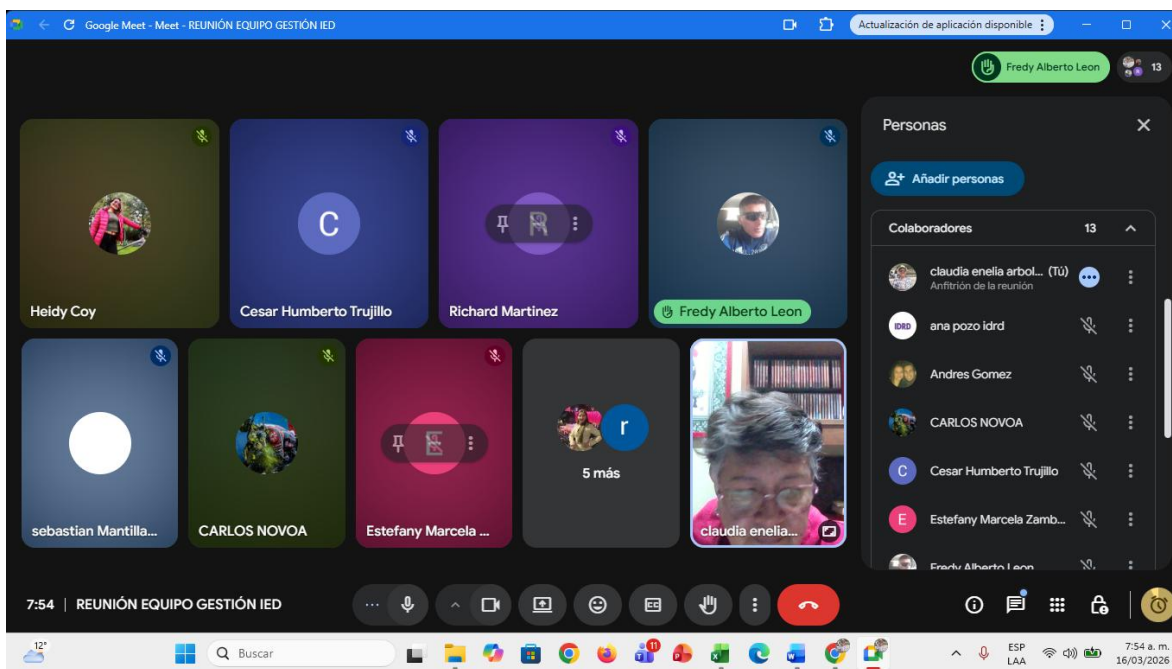 Google Meet - Meet - REUNIÓN EQUIPO GESTIÓN IED
Actualización de aplicación disponible
Fredy Alberto Leon
13
Heidy Coy
C
Cesar Humberto Trujillo
R
Richard Martinez
Fredy Alberto Leon
sebastian Mantilla...
CARLOS NOVOA
E
Estefany Marcela ...
r
5 más
claudia enelia...
Personas
Añadir personas
Colaboradores 13
claudia enelia arbol... (Tú)
Anfitrión de la reunión
IDRD
ana pozo idrd
Andres Gomez
CARLOS NOVOA
C
Cesar Humberto Trujillo
E
Estefany Marcela Zamb...
Fredy Alberto Leon
7:54 | REUNIÓN EQUIPO GESTIÓN IED
CC
12°
Buscar
11
ESP
LAA
7:54 a. m.
16/03/2026